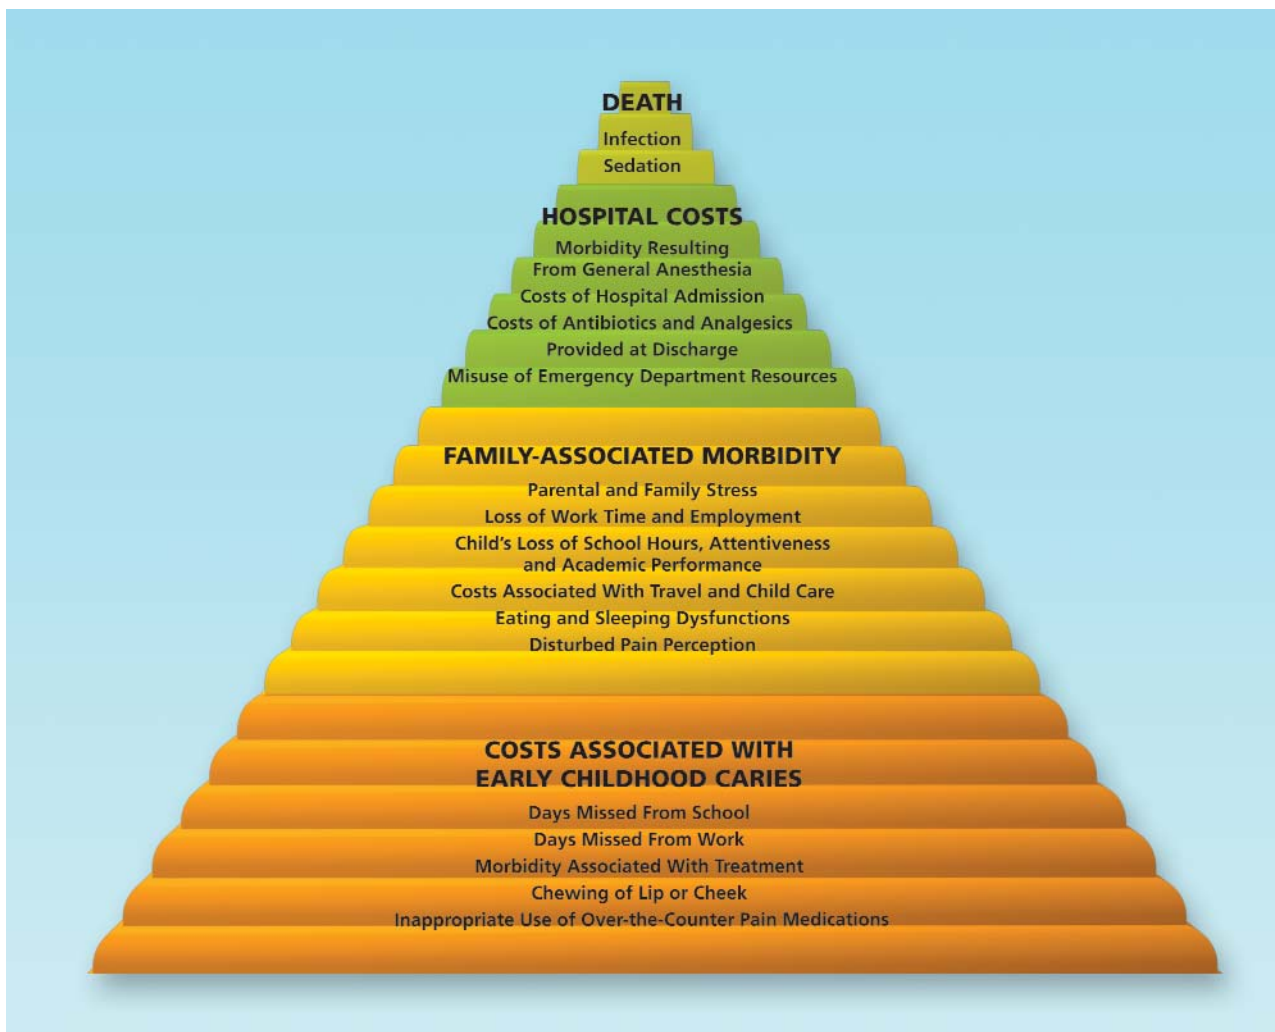 DEATH
Infection
Sedation
HOSPITAL COSTS
Morbidity Resulting
From General Anesthesia
Costs of Hospital Admission
Costs of Antibiotics and Analgesics
Provided at Discharge
Misuse of Emergency Department Resources
FAMILY-ASSOCIATED MORBIDITY
Parental and Family Stress
Loss of Work Time and Employment
Child's Loss of School Hours, Attentiveness
and Academic Performance
Costs Associated With Travel and Child Care
Eating and Sleeping Dysfunctions
Disturbed Pain Perception
COSTS ASSOCIATED WITH
EARLY CHILDHOOD CARIES
Days Missed From School
Days Missed From Work
Morbidity Associated With Treatment
Chewing of Lip or Cheek
Inappropriate Use of Over-the-Counter Pain Medications